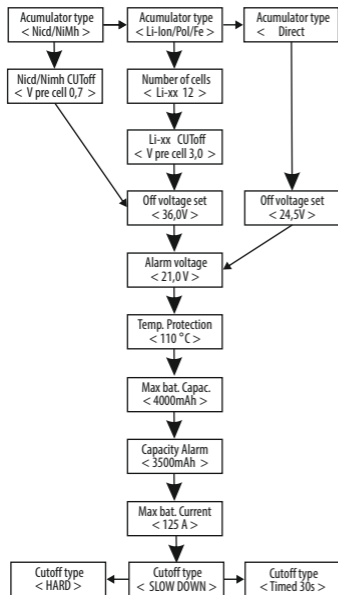 Acumulator type
< Nicd/NiMh >
Acumulator type
< Li-Ion/Pol/Fe >
Acumulator type
< Direct
Nicd/Nimh CUToff
< V pre cell 0,7 >
Number of cells
< Li-xx 12 >
Li-xx CUToff
< V pre cell 3,0 >
Off voltage set
< 36,0V >
Off voltage set
< 24,5V >
Alarm voltage
< 21,0 V >
Temp. Protection
< 110 °C >
Max bat. Capac.
< 4000mAh >
Capacity Alarm
< 3500mAh >
Max bat. Current
< 125 A >
Cutoff type
< HARD >
Cutoff type
< SLOW DOWN >
Cutoff type
< Timed 30s >